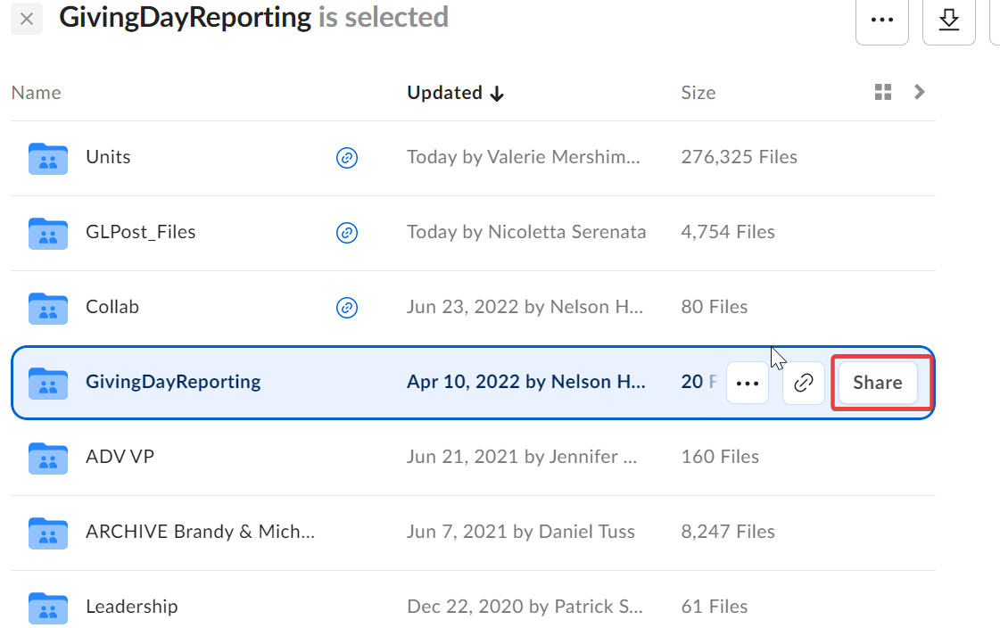 GivingDayReporting is selected
Name Updated Size
Units Today by Valerie Mershim... 276,325 Files
GLPost_Files Today by Nicoletta Serenata 4,754 Files
Collab Jun 23, 2022 by Nelson H... 80 Files
GivingDayReporting Apr 10, 2022 by Nelson H... 20 F Share
ADV VP Jun 21, 2021 by Jennifer ... 160 Files
ARCHIVE Brandy & Mich... Jun 7, 2021 by Daniel Tuss 8,247 Files
Leadership Dec 22, 2020 by Patrick S... 61 Files